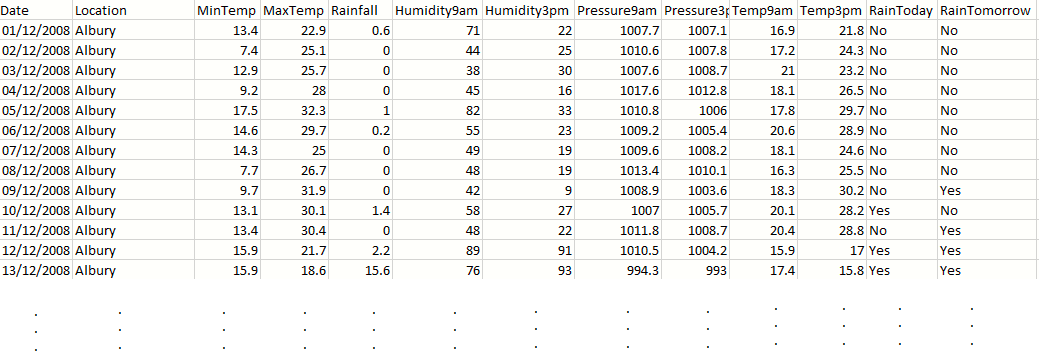 Date Location MinTemp MaxTemp Rainfall Humidity9am Humidity3pm Pressure9am Pressure3p Temp9am Temp3pm RainToday RainTomorrow
01/12/2008 Albury 13.4 22.9 0.6 71 22 1007.7 1007.1 16.9 21.8 No No
02/12/2008 Albury 7.4 25.1 0 44 25 1010.6 1007.8 17.2 24.3 No No
03/12/2008 Albury 12.9 25.7 0 38 30 1007.6 1008.7 21 23.2 No No
04/12/2008 Albury 9.2 28 0 45 16 1017.6 1012.8 18.1 26.5 No No
05/12/2008 Albury 17.5 32.3 1 82 33 1010.8 1006 17.8 29.7 No No
06/12/2008 Albury 14.6 29.7 0.2 55 23 1009.2 1005.4 20.6 28.9 No No
07/12/2008 Albury 14.3 25 0 49 19 1009.6 1008.2 18.1 24.6 No No
08/12/2008 Albury 7.7 26.7 0 48 19 1013.4 1010.1 16.3 25.5 No No
09/12/2008 Albury 9.7 31.9 0 42 9 1008.9 1003.6 18.3 30.2 No Yes
10/12/2008 Albury 13.1 30.1 1.4 58 27 1007 1005.7 20.1 28.2 Yes No
11/12/2008 Albury 13.4 30.4 0 48 22 1011.8 1008.7 20.4 28.8 No Yes
12/12/2008 Albury 15.9 21.7 2.2 89 91 1010.5 1004.2 15.9 17 Yes Yes
13/12/2008 Albury 15.9 18.6 15.6 76 93 994.3 993 17.4 15.8 Yes Yes
. . . . . . . . . . . .
. . . . . . . . . . . .
. . . . . . . . . . . .